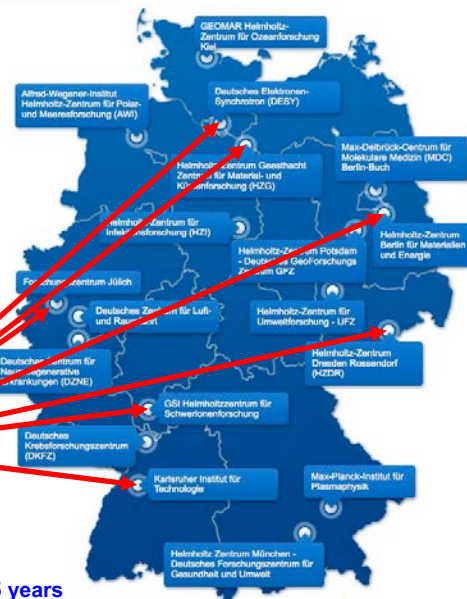 GEOMAR Helmholtz-
Zentrum für Ozeanforschung
Kiel
Alfred-Wegener-Institut
Helmholtz-Zentrum für Polar-
und Meeresforschung (AWI)
Deutsches Elektronen-
Synchrotron (DESY)
Helmholtz-Zentrum Geesthacht
Zentrum für Material- und
Küstenforschung (HZG)
Max-Delbrück-Centrum für
Molekulare Medizin (MDC)
Berlin-Buch
Helmholtz-Zentrum für
Infektionsforschung (HZI)
Helmholtz-Zentrum
Berlin für Materialien
und Energie
Helmholtz-Zentrum Potsdam
- Deutsches GeoForschungs
Zentrum GFZ
Forschungszentrum Jülich
Deutsches Zentrum für Luft-
und Raumfahrt
Helmholtz-Zentrum für
Umweltforschung - UFZ
Deutsches Zentrum für
Neurodegenerative
Erkrankungen (DZNE)
Helmholtz-Zentrum
Dresden Rossendorf
(HZDR)
GSI Helmholtzzentrum für
Schwerionenforschung
Deutsches
Krebsforschungszentrum
(DKFZ)
Karlsruher Institut für
Technologie
Max-Planck-Institut für
Plasmaphysik
Helmholtz Zentrum München -
Deutsches Forschungszentrum für
Gesundheit und Umwelt
years